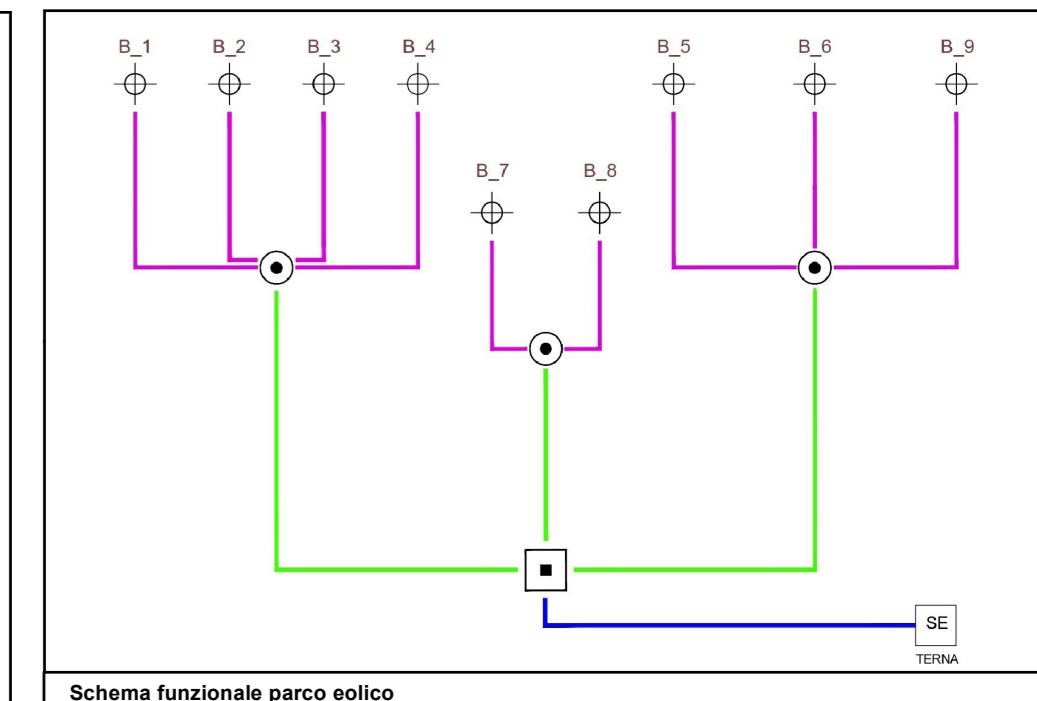 B_1 B_2 B_3 B_4 B_5 B_6 B_9
B_7 B_8
SE
TERNA
Schema funzionale parco eolico